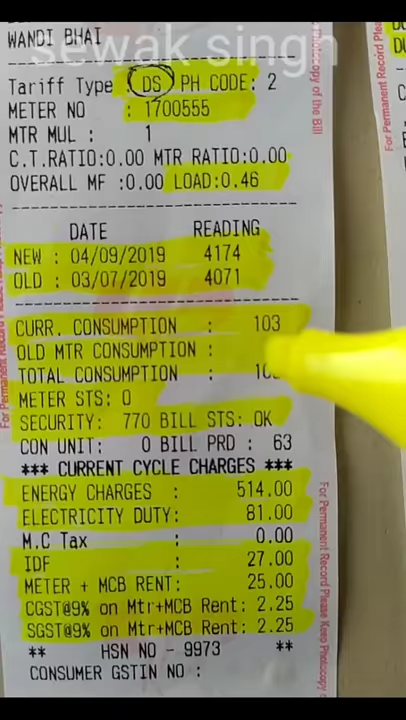 WANDI BHAI
sewak singh
Tariff Type : DS PH CODE: 2
METER NO : 1700555
MTR MUL : 1
C.T.RATIO:0.00 MTR RATIO:0.00
OVERALL MF :0.00 LOAD:0.46
DATE READING
NEW : 04/09/2019 4174
OLD : 03/07/2019 4071
CURR. CONSUMPTION : 103
OLD MTR CONSUMPTION :
TOTAL CONSUMPTION :
METER STS: 0
SECURITY: 770 BILL STS: OK
CON UNIT: 0 BILL PRD : 63
*** CURRENT CYCLE CHARGES ***
ENERGY CHARGES : 514.00
ELECTRICITY DUTY: 81.00
M.C Tax : 0.00
IDF : 27.00
METER + MCB RENT: 25.00
CGST@9% on Mtr+MCB Rent: 2.25
SGST@9% on Mtr+MCB Rent: 2.25
** HSN NO - 9973 **
CONSUMER GSTIN NO :
Photocopy of the Bill
For Permanent Record Please Keep Photocopy
For Permanent Record Please